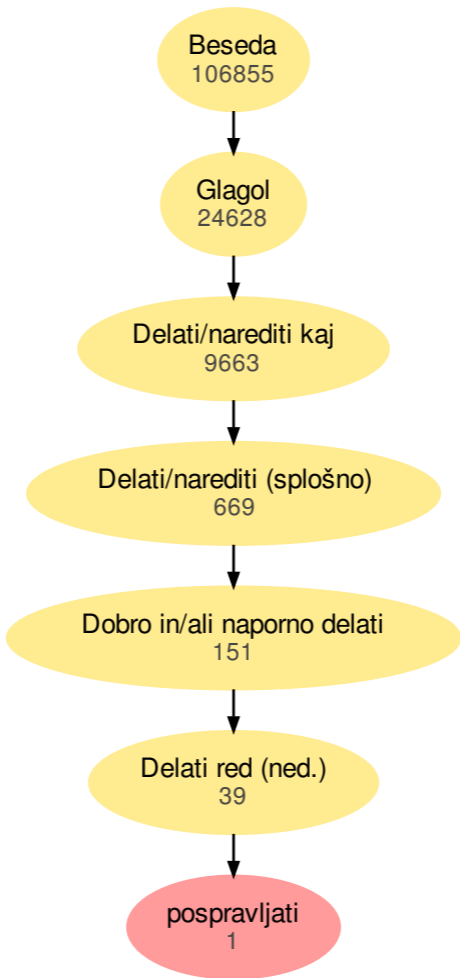 Beseda
106855
Glagol
24628
Delati/narediti kaj
9663
Delati/narediti (splošno)
669
Dobro in/ali naporno delati
151
Delati red (ned.)
39
pospravljati
1